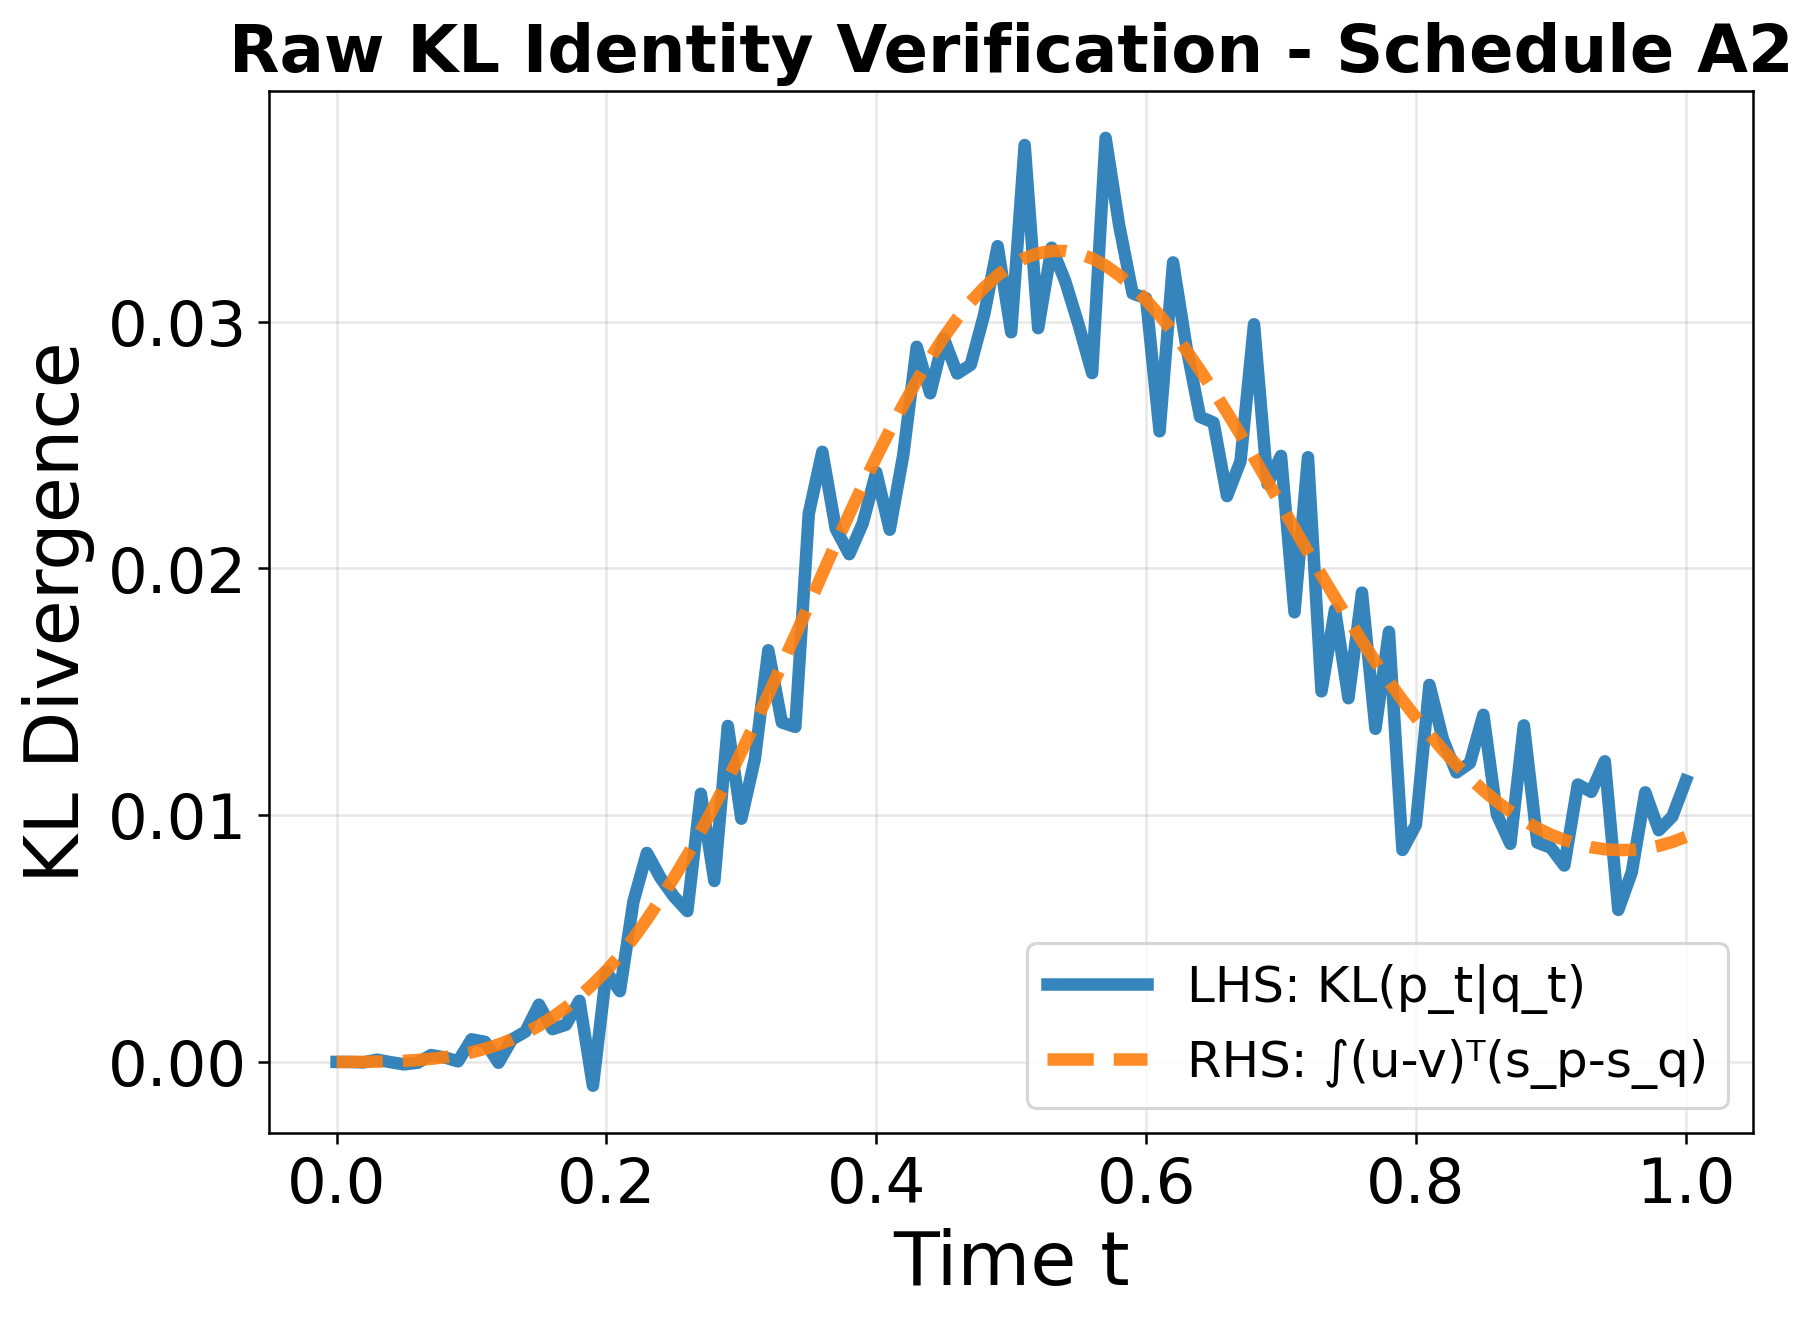 Raw KL Identity Verification - Schedule A2
KL Divergence
0.03
0.02
0.01
0.00
LHS: KL(p_t|q_t)
RHS: ∫(u-v)ᵀ(s_p-s_q)
0.0 0.2 0.4 0.6 0.8 1.0
Time t